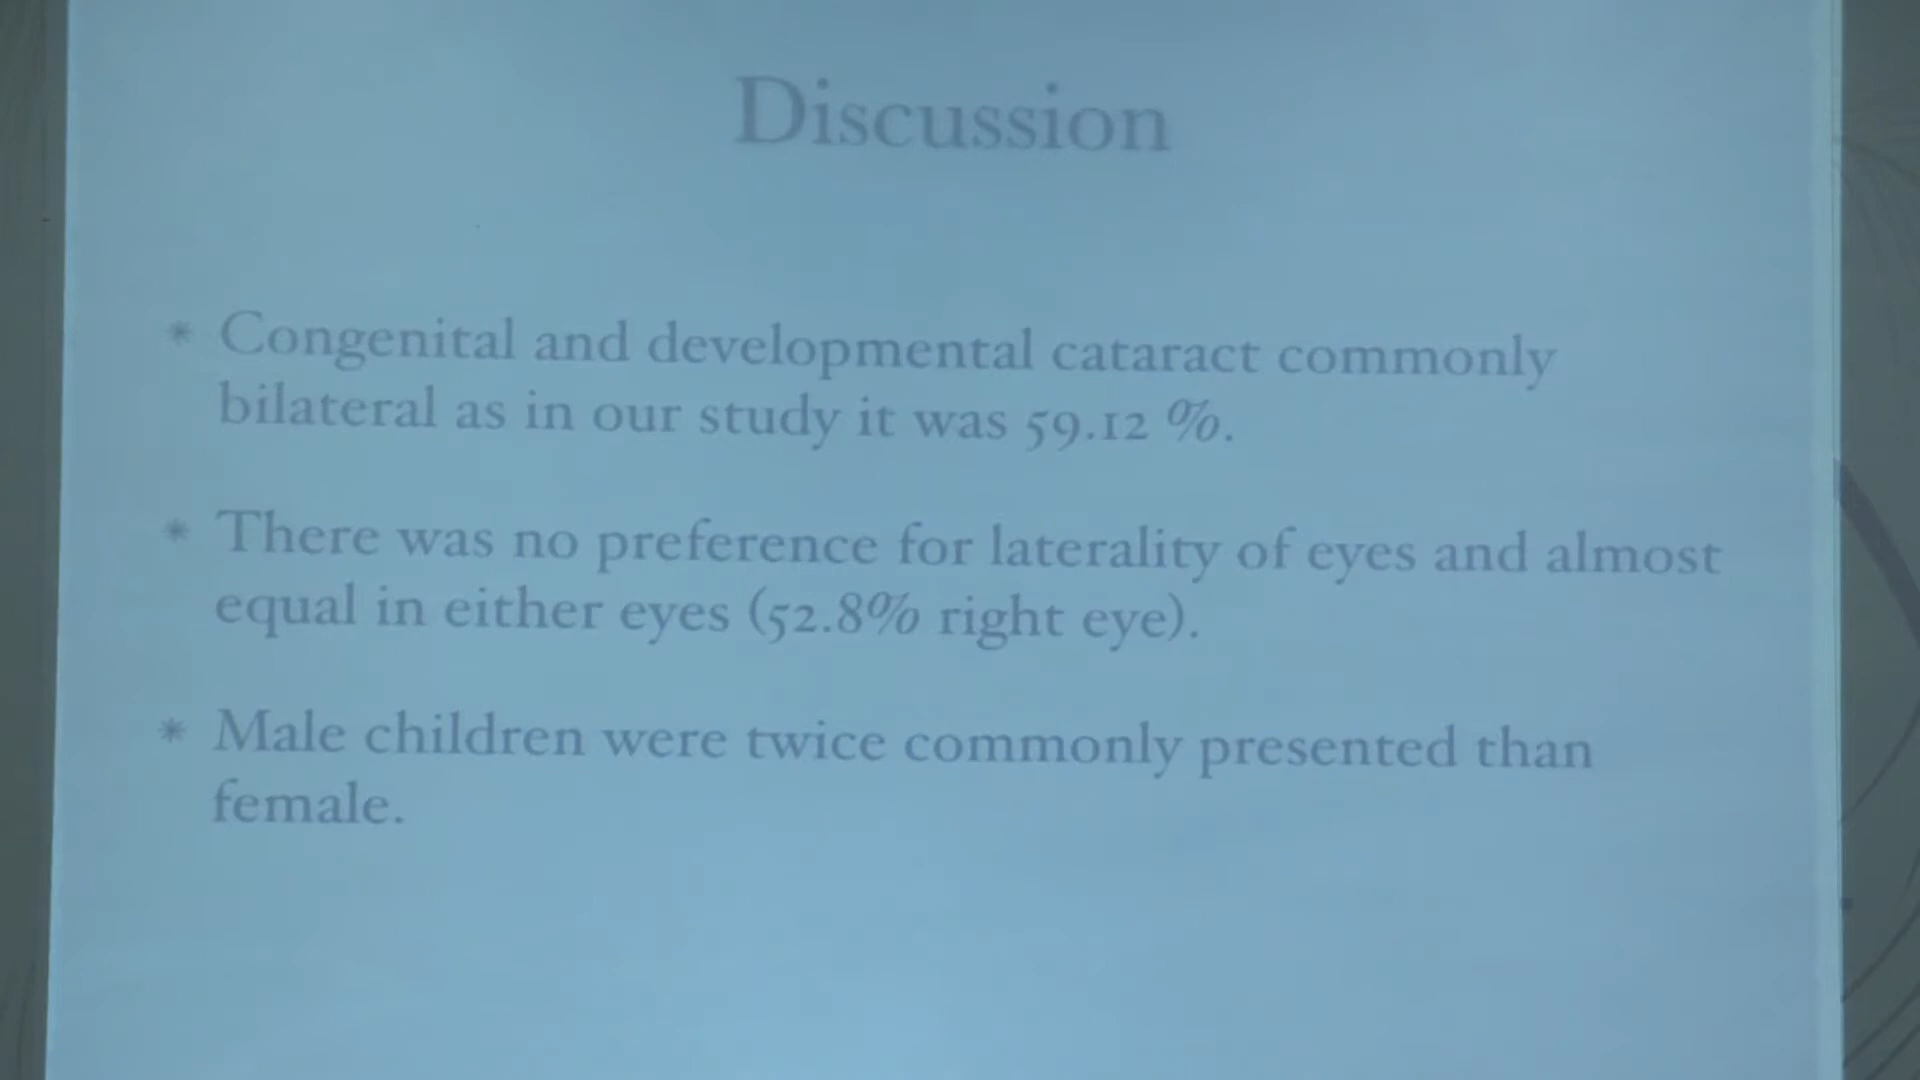 Discussion
* Congenital and developmental cataract commonly
bilateral as in our study it was 59.12 %.
* There was no preference for laterality of eyes and almost
equal in either eyes (52.8% right eye).
* Male children were twice commonly presented than
female.